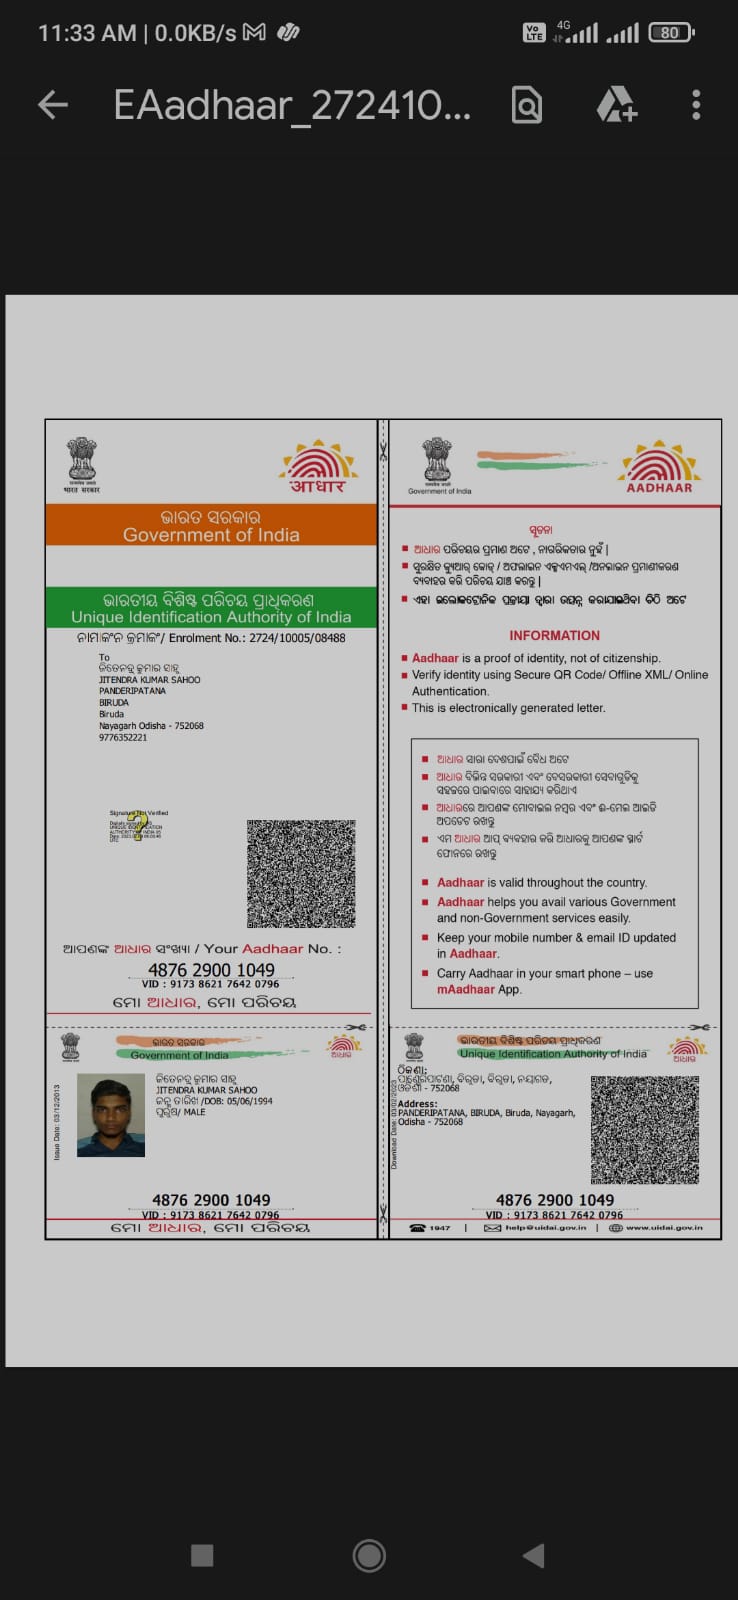 11:33 AM | 0.0KB/s
Vo LTE 4G 80
EAadhaar_272410...
भारत सरकार
आधार
ଭାରତ ସରକାର
Government of India
ଭାରତୀୟ ବିଶିଷ୍ଟ ପରିଚୟ ପ୍ରାଧିକରଣ
Unique Identification Authority of India
ନାମାକଂନ କ୍ରମାକଂ/ Enrolment No.: 2724/10005/08488
To
ଜିତେନ୍ଦ୍ର କୁମାର ସାହୁ
JITENDRA KUMAR SAHOO
PANDERIPATANA
BIRUDA
Biruda
Nayagarh Odisha - 752068
9776352221
Signature Not Verified
ଆପଣଙ୍କ ଆଧାର ସଂଖ୍ୟା / Your Aadhaar No. :
4876 2900 1049
VID : 9173 8621 7642 0796
ମୋ ଆଧାର, ମୋ ପରିଚୟ
Government of India
AADHAAR
ସୂଚନା
ଆଧାର ପରିଚୟର ପ୍ରମାଣ ଅଟେ , ନାଗରିକତାର ନୁହଁ |
ସୁରକ୍ଷିତ କ୍ୟୁଆର୍ କୋଡ୍ / ଅଫଲାଇନ ଏକ୍ସଏମଏଲ୍ /ଅନଲାଇନ ପ୍ରମାଣୀକରଣ
ବ୍ୟବହାର କରି ପରିଚୟ ଯାଞ୍ଚ କରନ୍ତୁ |
ଏହା ଇଲେକଟ୍ରୋନିକ ପ୍ରକ୍ରୀୟା ଦ୍ୱାରା ଉତ୍ପନ୍ନ କରାଯାଇଥିବା ଚିଠି ଅଟେ
INFORMATION
Aadhaar is a proof of identity, not of citizenship.
Verify identity using Secure QR Code/ Offline XML/ Online
Authentication.
This is electronically generated letter.
ଆଧାର ସାରା ଦେଶପାଇଁ ବୈଧ ଅଟେ
ଆଧାର ବିଭିନ୍ନ ସରକାରୀ ଏବଂ ବେସରକାରୀ ସେବାଗୁଡିକୁ
ସହଜରେ ପାଇବାରେ ସାହାଯ୍ୟ କରିଥାଏ
ଆଧାରରେ ଆପଣଙ୍କ ମୋବାଇଲ ନମ୍ବର ଏବଂ ଈ-ମେଲ ଆଇଡି
ଅପଡେଟ ରଖନ୍ତୁ
ଏମ ଆଧାର ଆପ୍ ବ୍ୟବହାର କରି ଆଧାରକୁ ଆପଣଙ୍କ ସ୍ମାର୍ଟ
ଫୋନରେ ରଖନ୍ତୁ
Aadhaar is valid throughout the country.
Aadhaar helps you avail various Government
and non-Government services easily.
Keep your mobile number & email ID updated
in Aadhaar.
Carry Aadhaar in your smart phone – use
mAadhaar App.
ଭାରତ ସରକାର
Government of India
ଆଧାର
Issue Date: 03/12/2013
ଜିତେନ୍ଦ୍ର କୁମାର ସାହୁ
JITENDRA KUMAR SAHOO
ଜନ୍ମ ତାରିଖ /DOB: 05/06/1994
ପୁରୁଷ/ MALE
4876 2900 1049
VID : 9173 8621 7642 0796
ମୋ ଆଧାର, ମୋ ପରିଚୟ
ଭାରତୀୟ ବିଶିଷ୍ଟ ପରିଚୟ ପ୍ରାଧିକରଣ
Unique Identification Authority of India
ଆଧାର
Download Date:
ଠିକଣା:
ବିରୁଡା, ବିରୁଡା, ନୟାଗଡ,
ଓଡିଶା - 752068
Address:
PANDERIPATANA, BIRUDA, Biruda, Nayagarh,
Odisha - 752068
4876 2900 1049
VID : 9173 8621 7642 0796
1947 | help@uidai.gov.in | www.uidai.gov.in